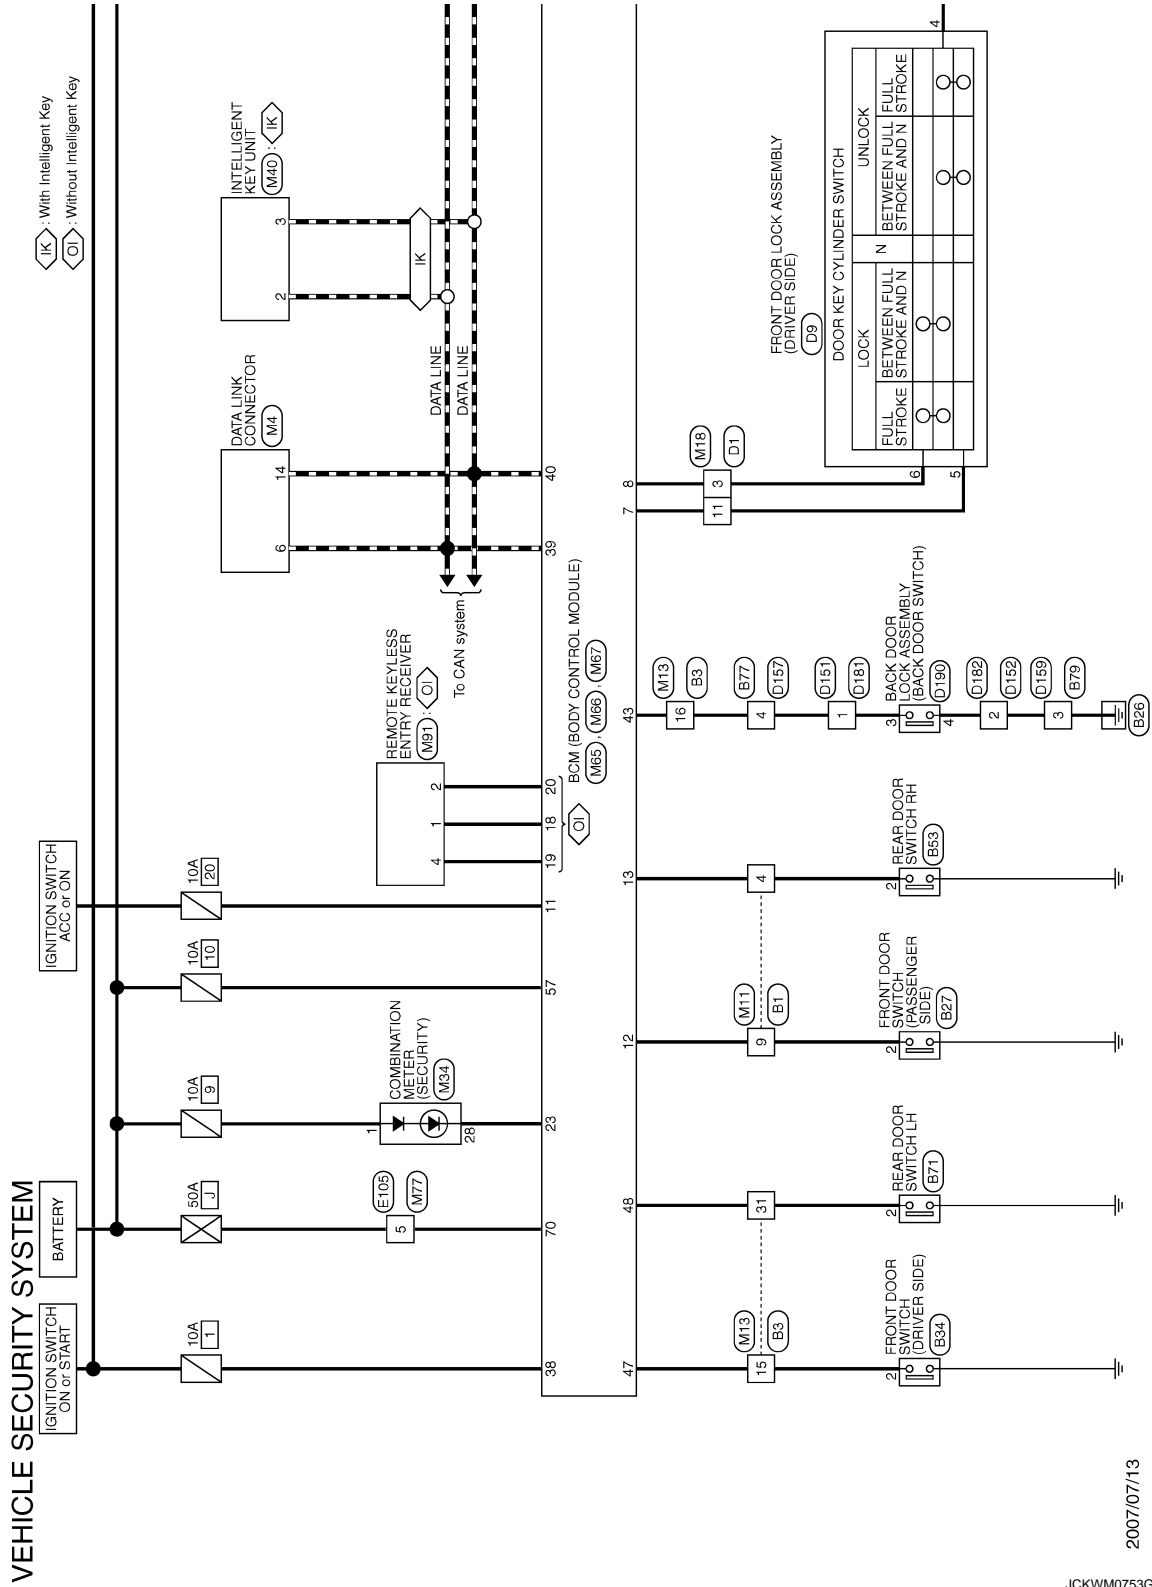 VEHICLE SECURITY SYSTEM
IGNITION SWITCH
ON or START
BATTERY
IGNITION SWITCH
ACC or ON
IK : With Intelligent Key
OI : Without Intelligent Key
10A
1
50A
J
10A
9
10A
10
10A
20
E105
5
M77
1
COMBINATION
METER
(SECURITY)
M34
28
REMOTE KEYLESS
ENTRY RECEIVER
M91 : OI
4
1
2
DATA LINK
CONNECTOR
M4
6
14
INTELLIGENT
KEY UNIT
M40 : IK
2
3
IK
DATA LINE
DATA LINE
To CAN system
38
70
23
57
11
19
18
20
39
40
OI
BCM (BODY CONTROL MODULE)
M65 , M66 , M67
47
48
12
13
43
7
8
M13
15
B3
31
M11
9
B1
4
M13
16
B3
B77
4
D157
D151
1
D181
M18
11
3
D1
2
FRONT DOOR
SWITCH
(DRIVER SIDE)
B34
2
REAR DOOR
SWITCH LH
B71
2
FRONT DOOR
SWITCH
(PASSENGER
SIDE)
B27
2
REAR DOOR
SWITCH RH
B53
3
BACK DOOR
LOCK ASSEMBLY
(BACK DOOR SWITCH)
D190
4
D182
2
D152
D159
3
B79
B26
FRONT DOOR LOCK ASSEMBLY
(DRIVER SIDE)
D9
DOOR KEY CYLINDER SWITCH
LOCK
N
UNLOCK
FULL
STROKE
BETWEEN FULL
STROKE AND N
BETWEEN FULL
STROKE AND N
FULL
STROKE
6
5
4
2007/07/13
JCKWM0753G